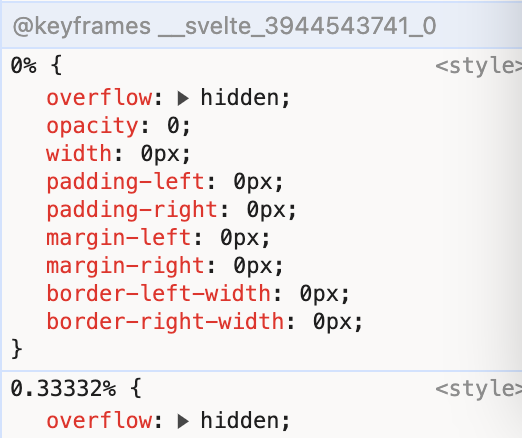 @keyframes __svelte_3944543741_0
0% { <style>
overflow: ▶ hidden;
opacity: 0;
width: 0px;
padding-left: 0px;
padding-right: 0px;
margin-left: 0px;
margin-right: 0px;
border-left-width: 0px;
border-right-width: 0px;
}
0.33332% { <style>
overflow: ▶ hidden;